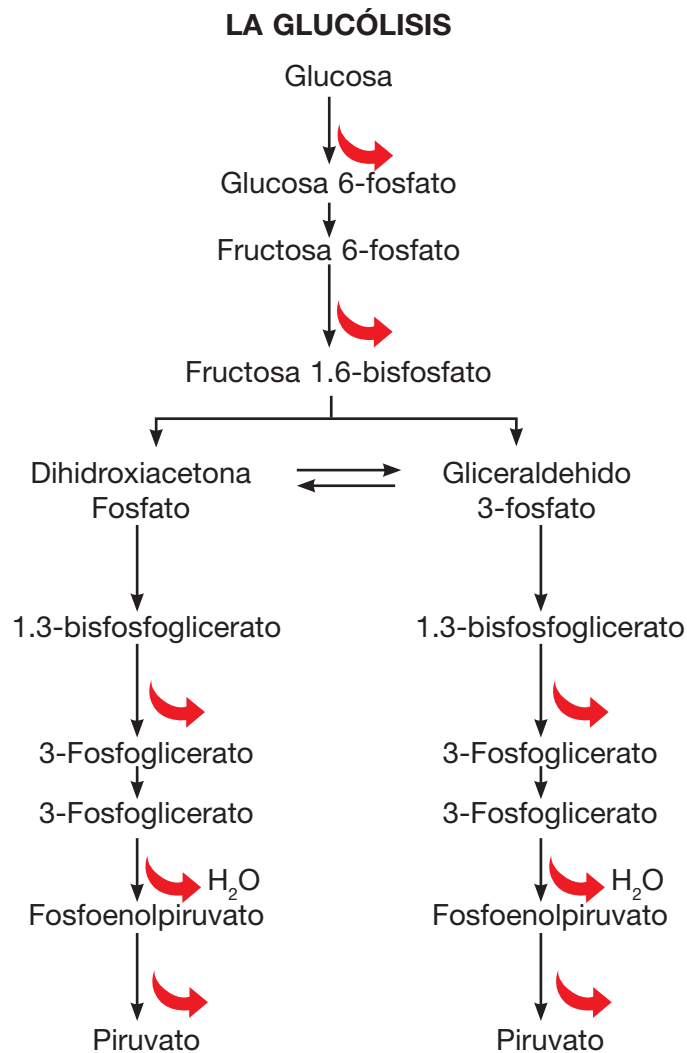 LA GLUCÓLISIS
Glucosa
Glucosa 6-fosfato
Fructosa 6-fosfato
Fructosa 1.6-bisfosfato
Dihidroxiacetona
Fosfato
Gliceraldehido
3-fosfato
1.3-bisfosfoglicerato
1.3-bisfosfoglicerato
3-Fosfoglicerato
3-Fosfoglicerato
3-Fosfoglicerato
3-Fosfoglicerato
H₂O
H₂O
Fosfoenolpiruvato
Fosfoenolpiruvato
Piruvato
Piruvato